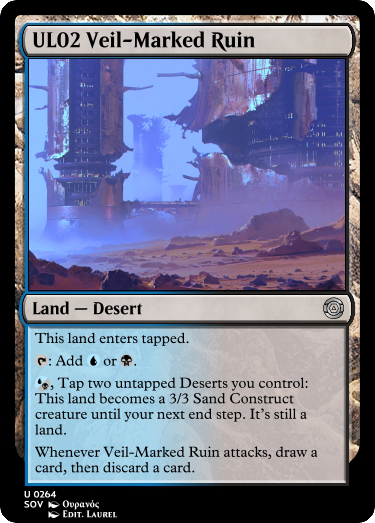 UL02 Veil-Marked Ruin
Land — Desert
This land enters tapped.
: Add or .
, Tap two untapped Deserts you control:
This land becomes a 3/3 Sand Construct
creature until your next end step. It's still a
land.
Whenever Veil-Marked Ruin attacks, draw a
card, then discard a card.
U 0264
SOV Ουρανός
Edit. Laurel